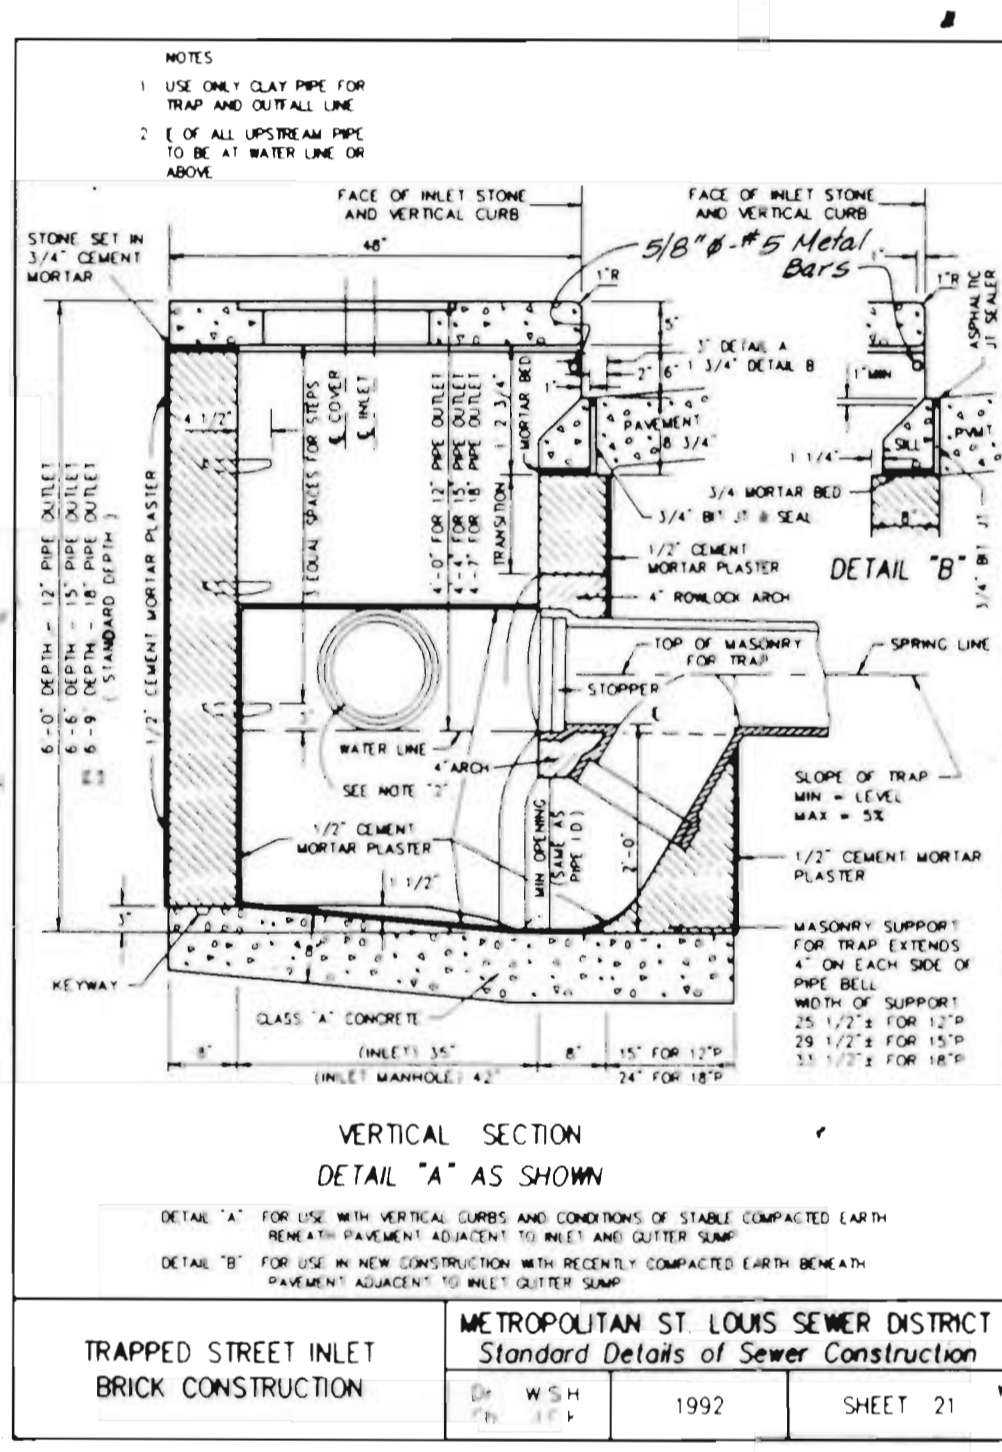 NOTES
1 USE ONLY CLAY PIPE FOR
TRAP AND OUTFALL LINE
2 ℄ OF ALL UPSTREAM PIPE
TO BE AT WATER LINE OR
ABOVE
FACE OF INLET STONE
AND VERTICAL CURB
FACE OF INLET STONE
AND VERTICAL CURB
STONE SET IN
3/4" CEMENT
MORTAR
48"
5/8"ø-#5 Metal
Bars
1"
1"R
1"R
ASPHALTIC
JT SEALER
5"
3" DETAIL A
1 3/4" DETAIL B
2"
6"
1"
1" MIN
4 1/2"
3 EQUAL SPACES FOR STEPS
℄ COVER
℄ INLET
4'-0" FOR 12" PIPE OUTLET
4'-4" FOR 15" PIPE OUTLET
4'-7" FOR 18" PIPE OUTLET
1 2 3/4"
MORTAR BED
TRANSITION
PAVEMENT
8 3/4"
SILL
PVMT
1 1/4"
3/4 MORTAR BED
3/4" BIT JT & SEAL
8"
3/4" BIT JT
DETAIL "B"
1/2" CEMENT
MORTAR PLASTER
4" ROWLOCK ARCH
6'-0" DEPTH - 12" PIPE OUTLET
6'-6" DEPTH - 15" PIPE OUTLET
6'-9" DEPTH - 18" PIPE OUTLET
(STANDARD DEPTH)
1/2" CEMENT MORTAR PLASTER
TOP OF MASONRY
FOR TRAP
SPRING LINE
STOPPER
℄
WATER LINE
4" ARCH
SEE NOTE "2"
SLOPE OF TRAP
MIN = LEVEL
MAX = 5%
1/2" CEMENT
MORTAR PLASTER
MIN OPENING
(SAME AS
PIPE I D)
2'-0"
1/2" CEMENT MORTAR
PLASTER
1 1/2"
3"
8"
MASONRY SUPPORT
FOR TRAP EXTENDS
4" ON EACH SIDE OF
PIPE BELL
WIDTH OF SUPPORT
25 1/2"± FOR 12"P
29 1/2"± FOR 15"P
33 1/2"± FOR 18"P
KEYWAY
CLASS "A" CONCRETE
8"
(INLET) 36"
8"
15" FOR 12"P
(INLET MANHOLE) 42"
24" FOR 18"P
VERTICAL SECTION
DETAIL "A" AS SHOWN
DETAIL "A" FOR USE WITH VERTICAL CURBS AND CONDITIONS OF STABLE COMPACTED EARTH
BENEATH PAVEMENT ADJACENT TO INLET AND GUTTER SUMP
DETAIL "B" FOR USE IN NEW CONSTRUCTION WITH RECENTLY COMPACTED EARTH BENEATH
PAVEMENT ADJACENT TO INLET GUTTER SUMP
TRAPPED STREET INLET
BRICK CONSTRUCTION
METROPOLITAN ST. LOUIS SEWER DISTRICT
Standard Details of Sewer Construction
Dr W S H
1992
SHEET 21